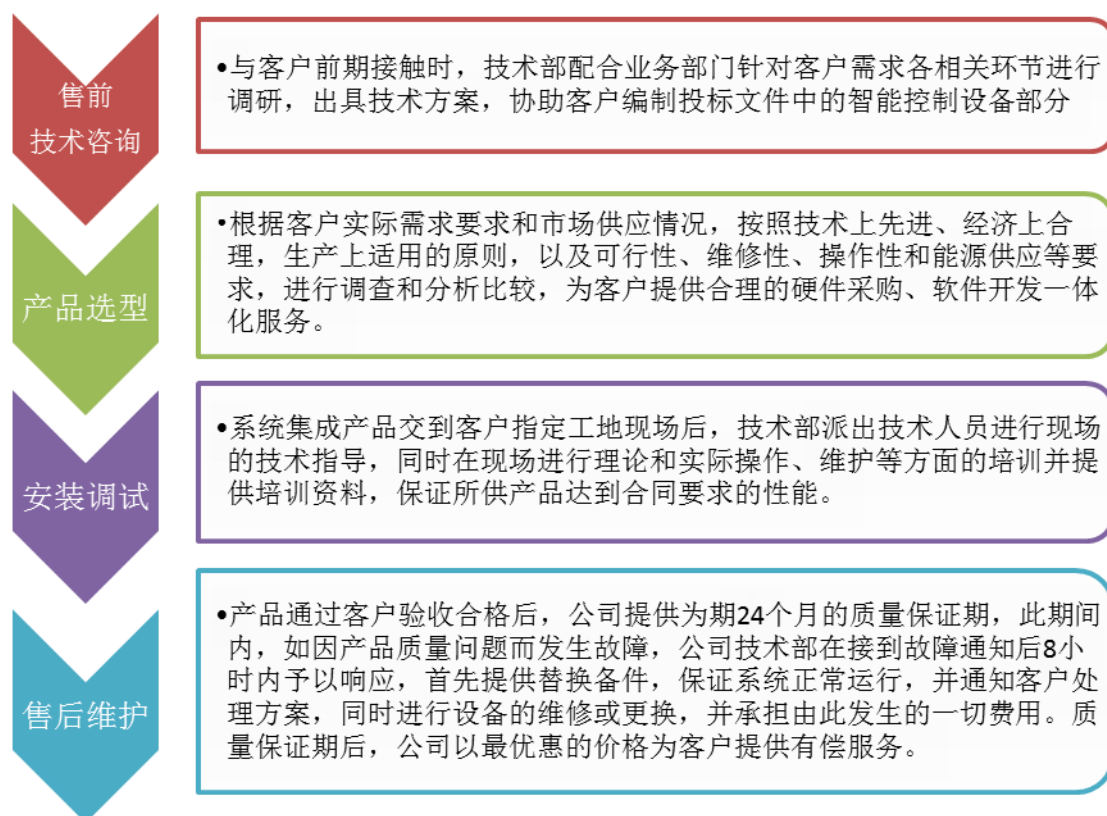 售前
技术咨询
•与客户前期接触时，技术部配合业务部门针对客户需求各相关环节进行
调研，出具技术方案，协助客户编制投标文件中的智能控制设备部分
产品选型
•根据客户实际需求要求和市场供应情况，按照技术上先进、经济上合
理，生产上适用的原则，以及可行性、维修性、操作性和能源供应等要
求，进行调查和分析比较，为客户提供合理的硬件采购、软件开发一体
化服务。
安装调试
•系统集成产品交到客户指定工地现场后，技术部派出技术人员进行现场
的技术指导，同时在现场进行理论和实际操作、维护等方面的培训并提
供培训资料，保证所供产品达到合同要求的性能。
售后维护
•产品通过客户验收合格后，公司提供为期24个月的质量保证期，此期间
内，如因产品质量问题而发生故障，公司技术部在接到故障通知后8小
时内予以响应，首先提供替换备件，保证系统正常运行，并通知客户处
理方案，同时进行设备的维修或更换，并承担由此发生的一切费用。质
量保证期后，公司以最优惠的价格为客户提供有偿服务。